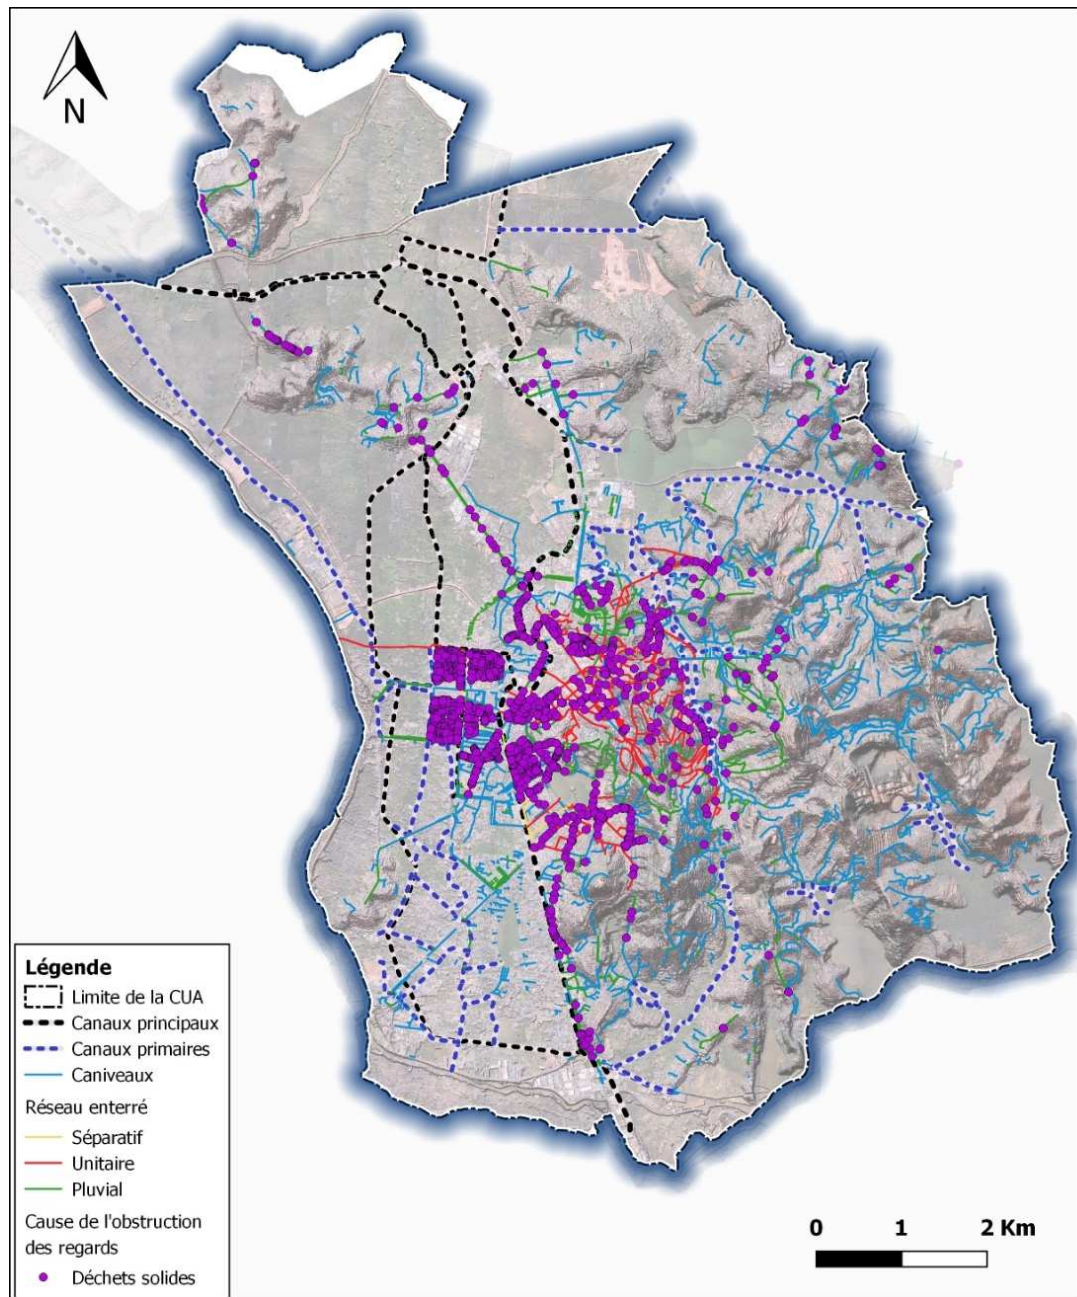 N
Légende
Limite de la CUA
Canaux principaux
Canaux primaires
Caniveaux
Réseau enterré
Séparatif
Unitaire
Pluvial
Cause de l'obstruction
des regards
Déchets solides
0 1 2 Km